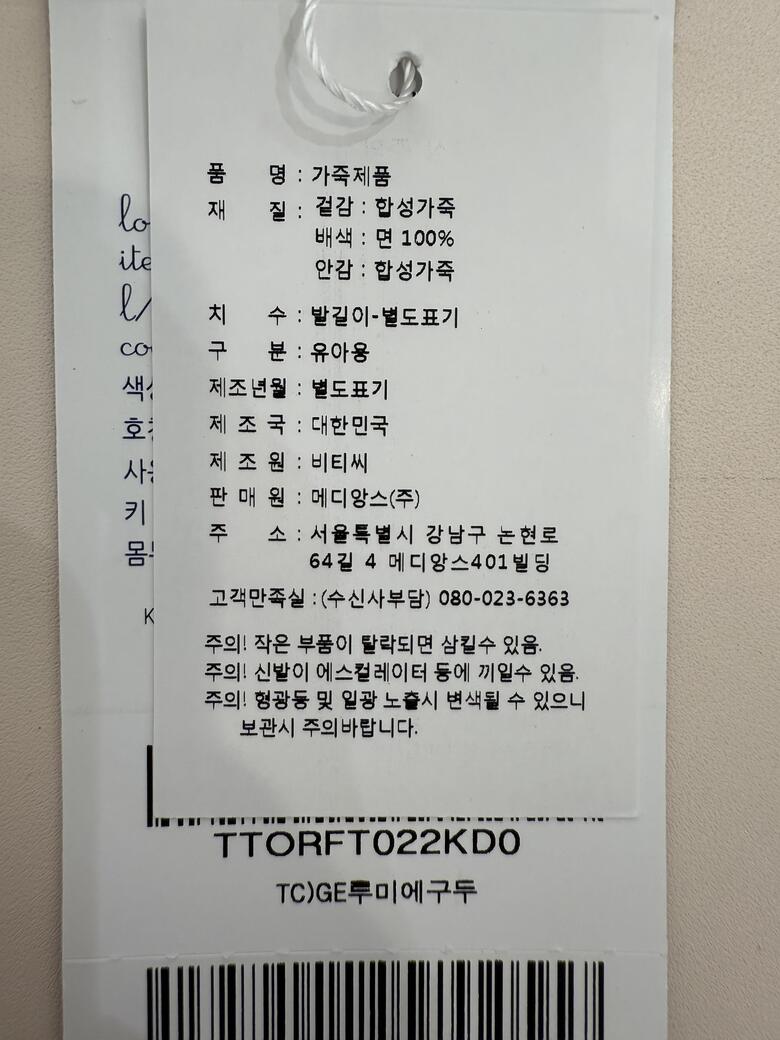 품 명 : 가죽제품
재 질 : 겉감 : 합성가죽
배색 : 면 100%
안감 : 합성가죽
치 수 : 발길이-별도표기
구 분 : 유아용
제조년월 : 별도표기
제 조 국 : 대한민국
제 조 원 : 비티씨
판 매 원 : 메디앙스(주)
주 소 : 서울특별시 강남구 논현로
64길 4 메디앙스401빌딩
고객만족실 : (수신사부담) 080-023-6363
주의! 작은 부품이 탈락되면 삼킬수 있음.
주의! 신발이 에스컬레이터 등에 끼일수 있음.
주의! 형광등 및 일광 노출시 변색될 수 있으니
보관시 주의바랍니다.
키
TTORFT022KD0
TC)GE루미에구두